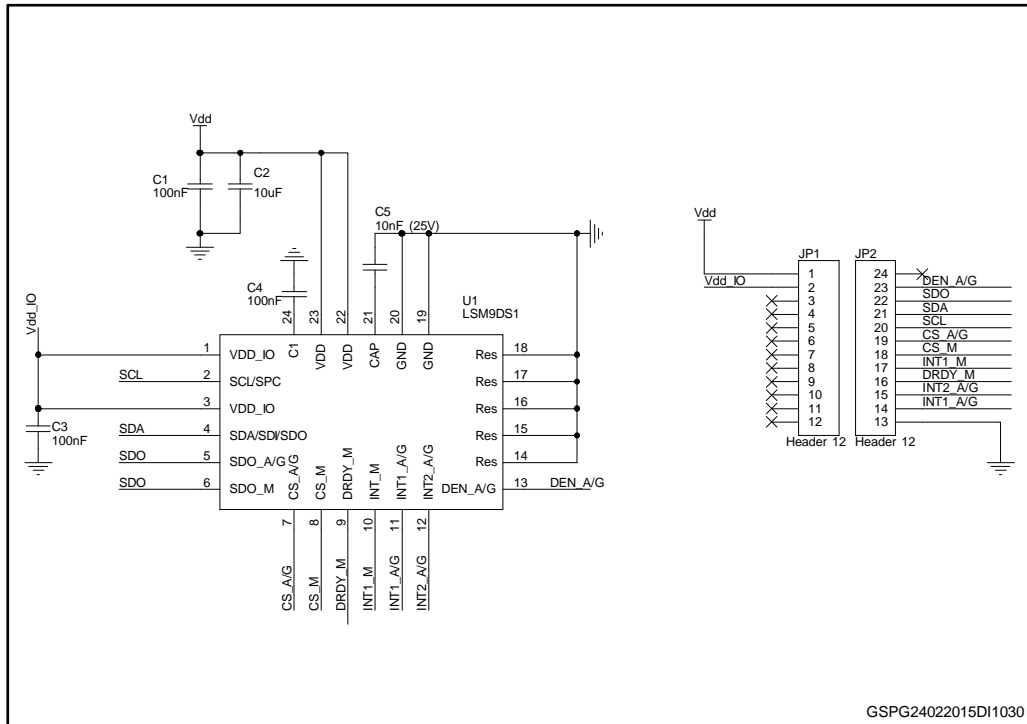 Vdd
C1
100nF
C2
10uF
C5
10nF (25V)
C4
100nF
U1
LSM9DS1
24
23
22
21
20
19
C1
VDD
VDD
CAP
GND
GND
Vdd_IO
1 VDD_IO
SCL 2 SCL/SPC
3 VDD_IO
SDA 4 SDA/SDI/SDO
SDO 5 SDO_A/G
SDO 6 SDO_M
C3
100nF
Res 18
Res 17
Res 16
Res 15
Res 14
DEN_A/G 13 DEN_A/G
CS_A/G
CS_M
DRDY_M
INT_M
INT1_A/G
INT2_A/G
7
8
9
10
11
12
CS_A/G
CS_M
DRDY_M
INT1_M
INT1_A/G
INT2_A/G
Vdd
Vdd_IO
JP1
1
2
3
4
5
6
7
8
9
10
11
12
Header 12
JP2
24
23 DEN_A/G
22 SDO
21 SDA
20 SCL
19 CS_A/G
18 CS_M
17 INT1_M
16 DRDY_M
15 INT2_A/G
14 INT1_A/G
13
Header 12
GSPG24022015DI1030